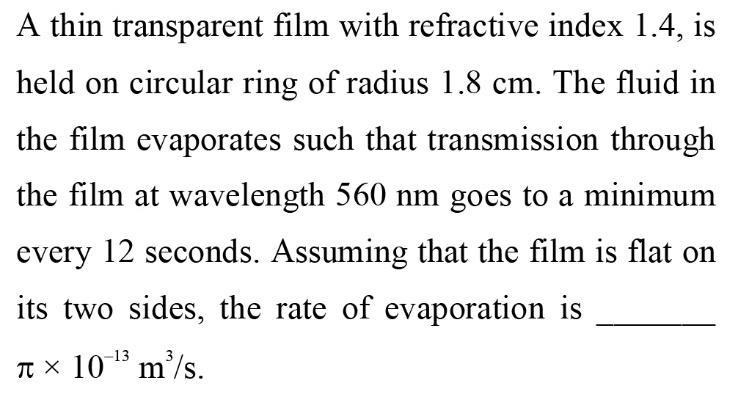 A thin transparent film with refractive index 1.4, is
held on circular ring of radius 1.8 cm. The fluid in
the film evaporates such that transmission through
the film at wavelength 560 nm goes to a minimum
every 12 seconds. Assuming that the film is flat on
its two sides, the rate of evaporation is _______
π × 10⁻¹³ m³/s.